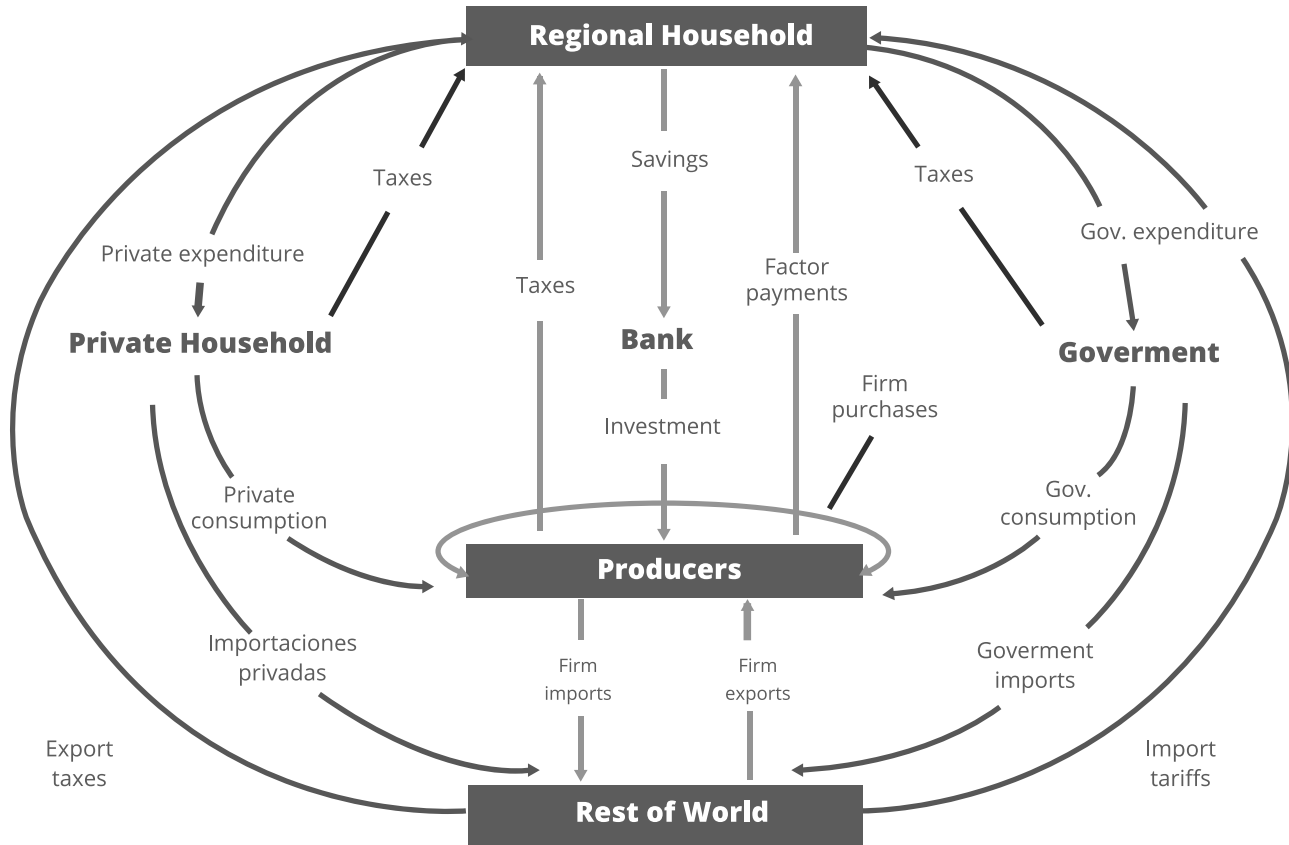 Regional Household
Savings
Taxes
Taxes
Private expenditure
Gov. expenditure
Taxes
Factor
payments
Private Household
Bank
Goverment
Firm
purchases
Investment
Private
consumption
Gov.
consumption
Producers
Importaciones
privadas
Firm
imports
Firm
exports
Goverment
imports
Export
taxes
Import
tariffs
Rest of World